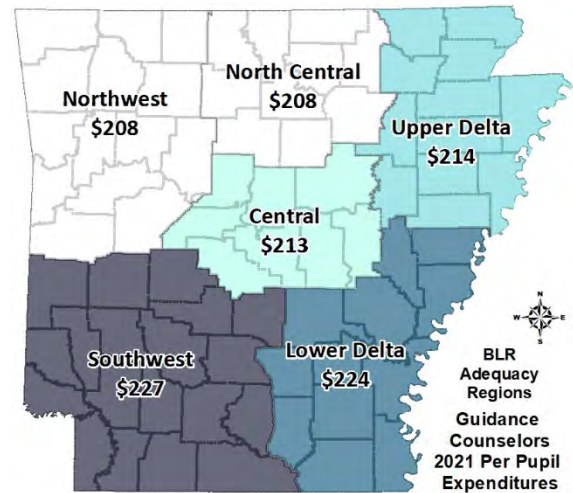 North Central
$208
Northwest
$208
Upper Delta
$214
Central
$213
Southwest
$227
Lower Delta
$224
N
W
E
S
BLR
Adequacy
Regions
Guidance
Counselors
2021 Per Pupil
Expenditures